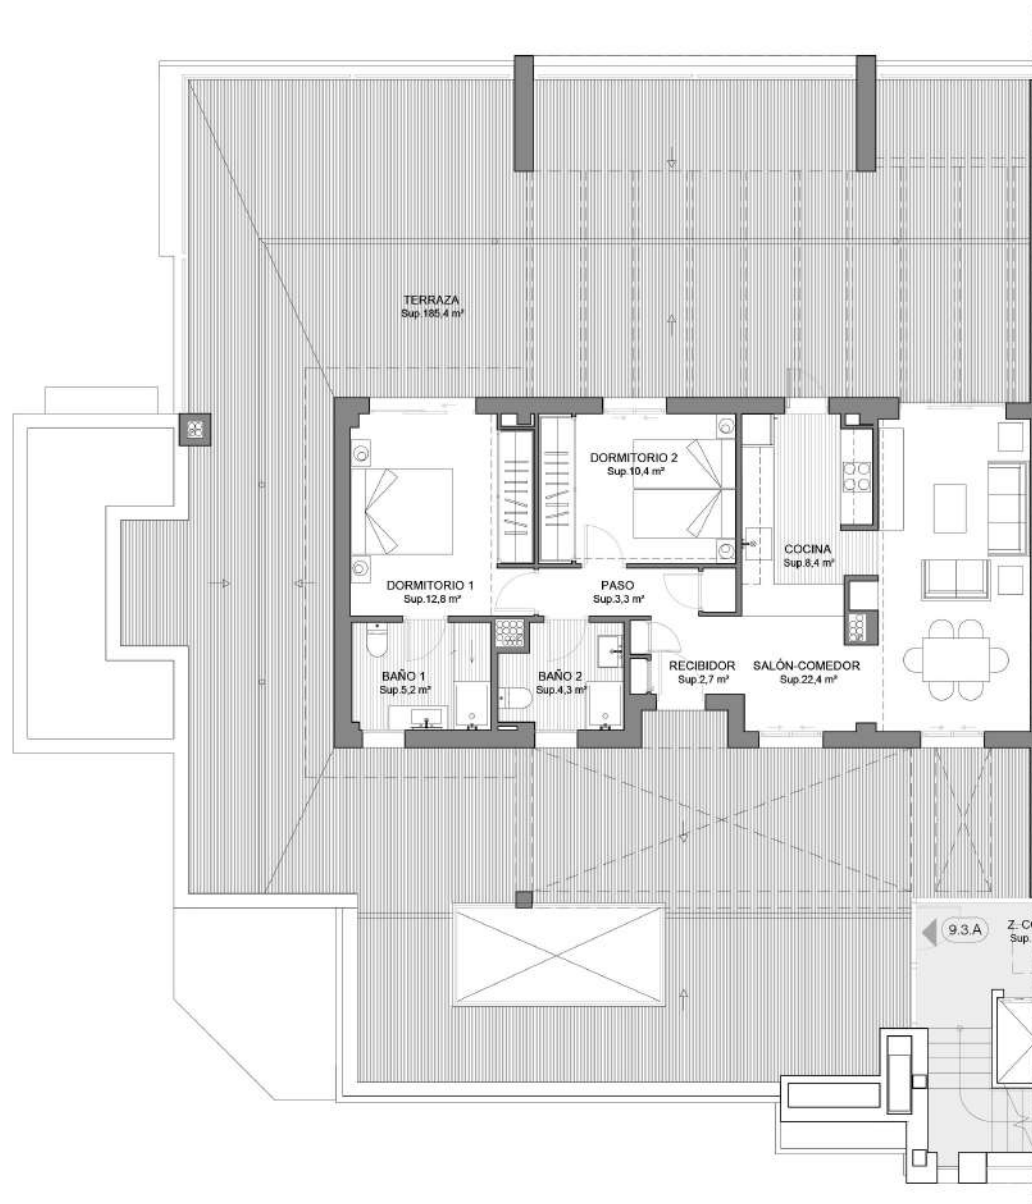 TERRAZA
Sup.185,4 m²
DORMITORIO 2
Sup.10,4 m²
COCINA
Sup.8,4 m²
DORMITORIO 1
Sup.12,8 m²
PASO
Sup.3,3 m²
BAÑO 1
Sup.5,2 m²
BAÑO 2
Sup.4,3 m²
RECIBIDOR
Sup.2,7 m²
SALÓN-COMEDOR
Sup.22,4 m²
9.3.A
Z. CO
Sup.